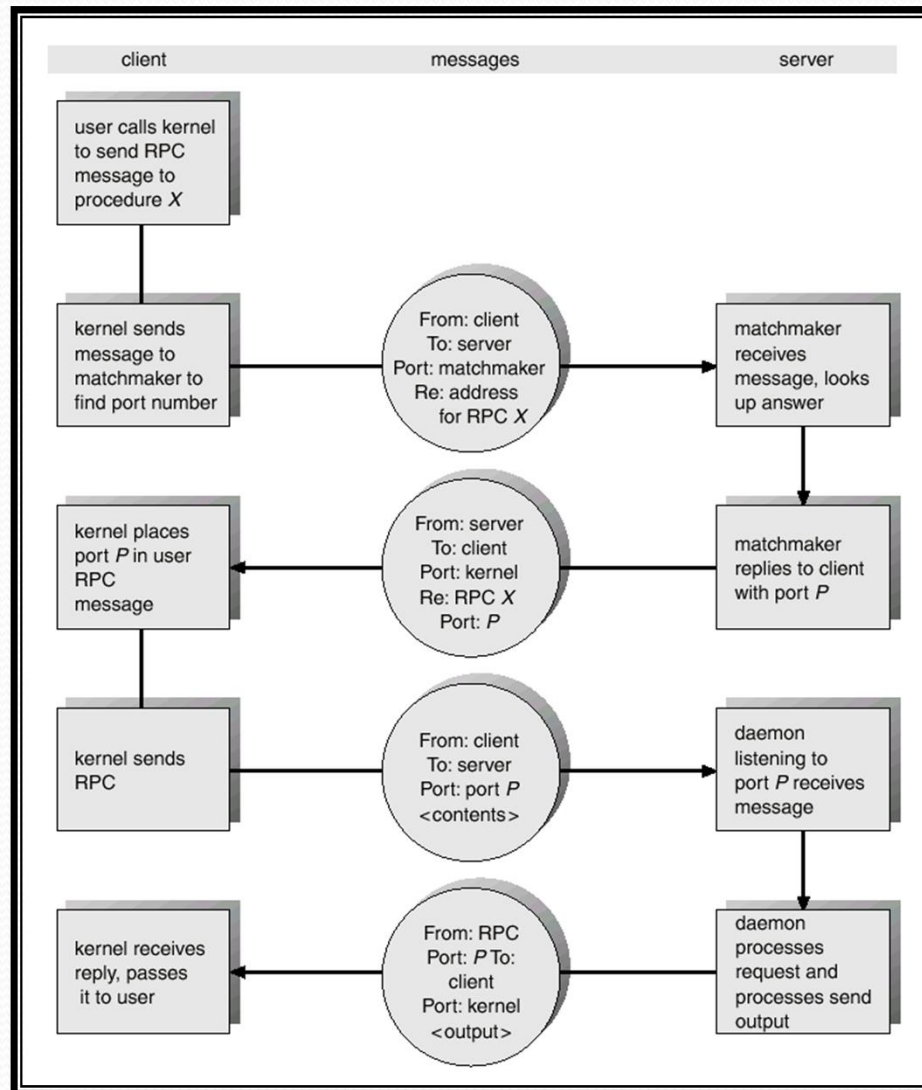 client messages server
user calls kernel
to send RPC
message to
procedure X
kernel sends
message to
matchmaker to
find port number
From: client
To: server
Port: matchmaker
Re: address
for RPC X
matchmaker
receives
message, looks
up answer
kernel places
port P in user
RPC
message
From: server
To: client
Port: kernel
Re: RPC X
Port: P
matchmaker
replies to client
with port P
kernel sends
RPC
From: client
To: server
Port: port P
<contents>
daemon
listening to
port P receives
message
kernel receives
reply, passes
it to user
From: RPC
Port: P To:
client
Port: kernel
<output>
daemon
processes
request and
processes send
output